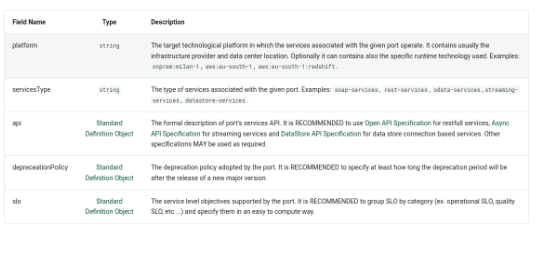 Field Name Type Description
platform string The target technological platform in which the services associated with the given port operate. It contains usually the
infrastructure provider and data center location. Optionally it can contains also the specific runtime technology used. Examples:
onprem:milan-1, aws:eu-south-1, aws:eu-south-1:redshift.
servicesType string The type of services associated with the given port. Examples: soap-services, rest-services, odata-services,streaming-
services, datastore-services.
api Standard The formal description of port's services API. It is RECOMMENDED to use Open API Specification for restfull services, Async
Definition Object API Specification for streaming services and DataStore API Specification for data store connection based services. Other
specifications MAY be used as required.
depreceationPolicy Standard The deprecation policy adopted by the port. It is RECOMMENDED to specify at least how long the deprecation period will be
Definition Object after the release of a new major version.
slo Standard The service level objectives supported by the port. It is RECOMMENDED to group SLO by category (ex. operational SLO, quality
Definition Object SLO, etc ...) and specify them in an easy to compute way.